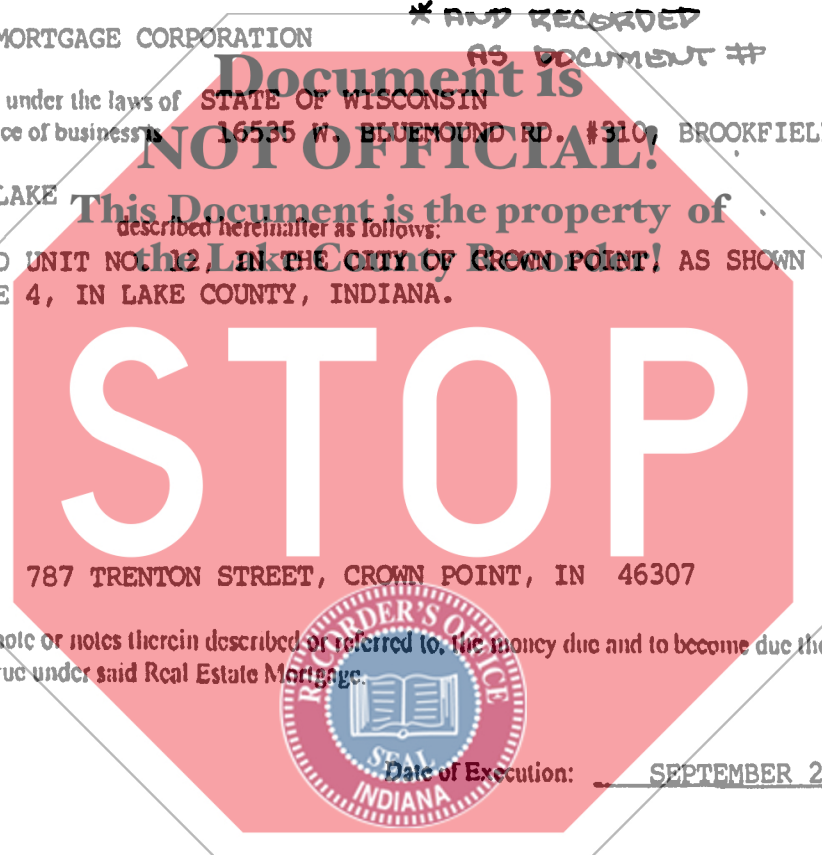 * AND RECORDED
MORTGAGE CORPORATION
AS DOCUMENT #
Document is
under the laws of STATE OF WISCONSIN
ce of business is 16535 W. BLUEMOUND RD. #310, BROOKFIEL
NOT OFFICIAL!
LAKE
This Document is the property of
described hereinafter as follows:
the Lake County Recorder!
UNIT NO. 12, IN THE CITY OF CROWN POINT, AS SHOWN
4, IN LAKE COUNTY, INDIANA.
STOP
787 TRENTON STREET, CROWN POINT, IN 46307
note or notes therein described or referred to, the money due and to become due the
rue under said Real Estate Mortgage.
RECORDER'S OFFICE
SEAL
INDIANA
Date of Execution: SEPTEMBER 2